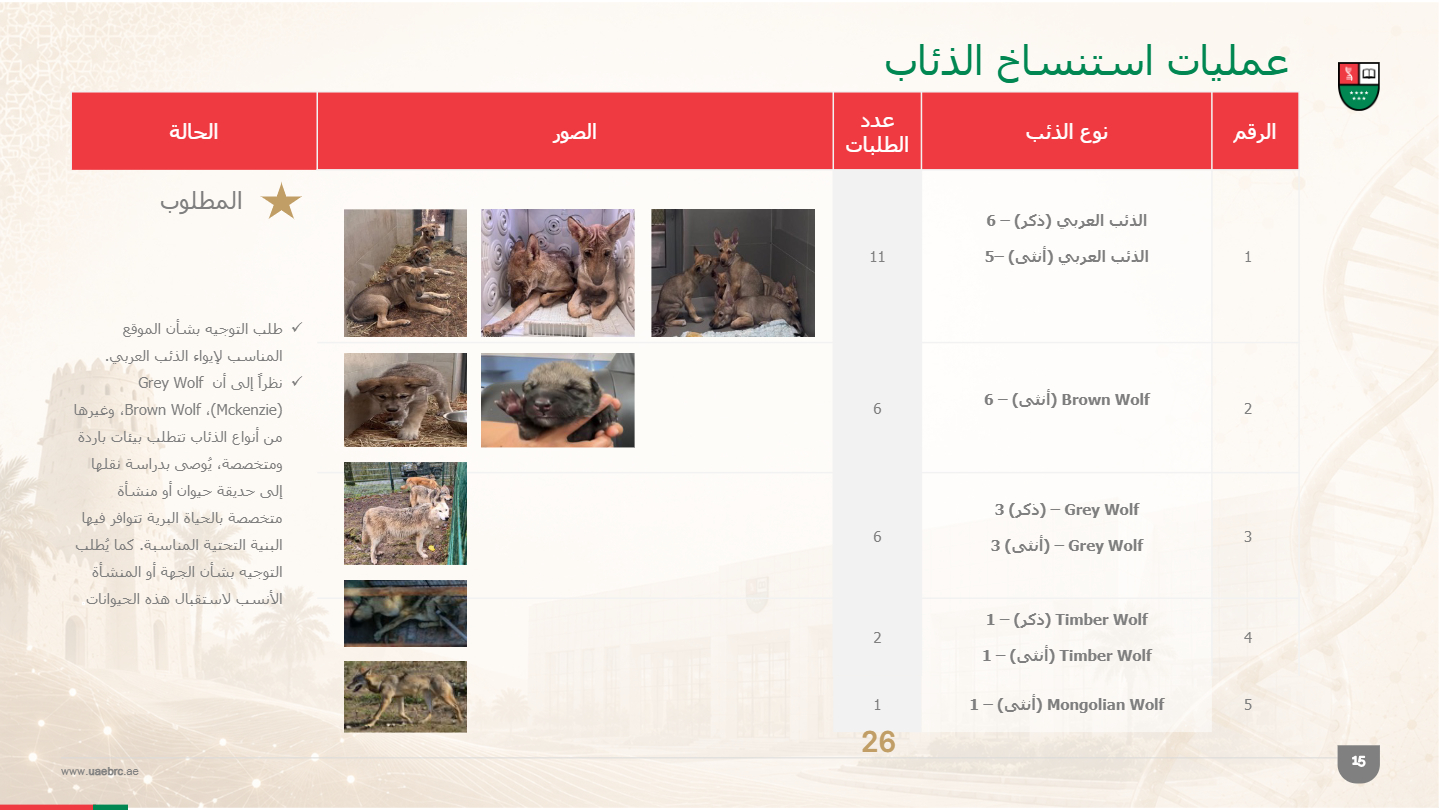 عمليات استنساخ الذئاب
الرقم
نوع الذئب
عدد
الطلبات
الصور
الحالة
1
الذئب العربي (ذكر) – 6
الذئب العربي (أنثى) –5
11
2
Brown Wolf (أنثى) – 6
6
3
Grey Wolf – (ذكر) 3
Grey Wolf – (أنثى) 3
6
4
Timber Wolf (ذكر) – 1
Timber Wolf (أنثى) – 1
2
5
Mongolian Wolf (أنثى) – 1
1
26
المطلوب
✓ طلب التوجيه بشأن الموقع
المناسب لإيواء الذئب العربي.
✓ نظراً إلى أن Grey Wolf
(Mckenzie)، Brown Wolf، وغيرها
من أنواع الذئاب تتطلب بيئات باردة
ومتخصصة، يُوصى بدراسة نقلها
إلى حديقة حيوان أو منشأة
متخصصة بالحياة البرية تتوافر فيها
البنية التحتية المناسبة. كما يُطلب
التوجيه بشأن الجهة أو المنشأة
الأنسب لاستقبال هذه الحيوانات
www.uaebrc.ae
15